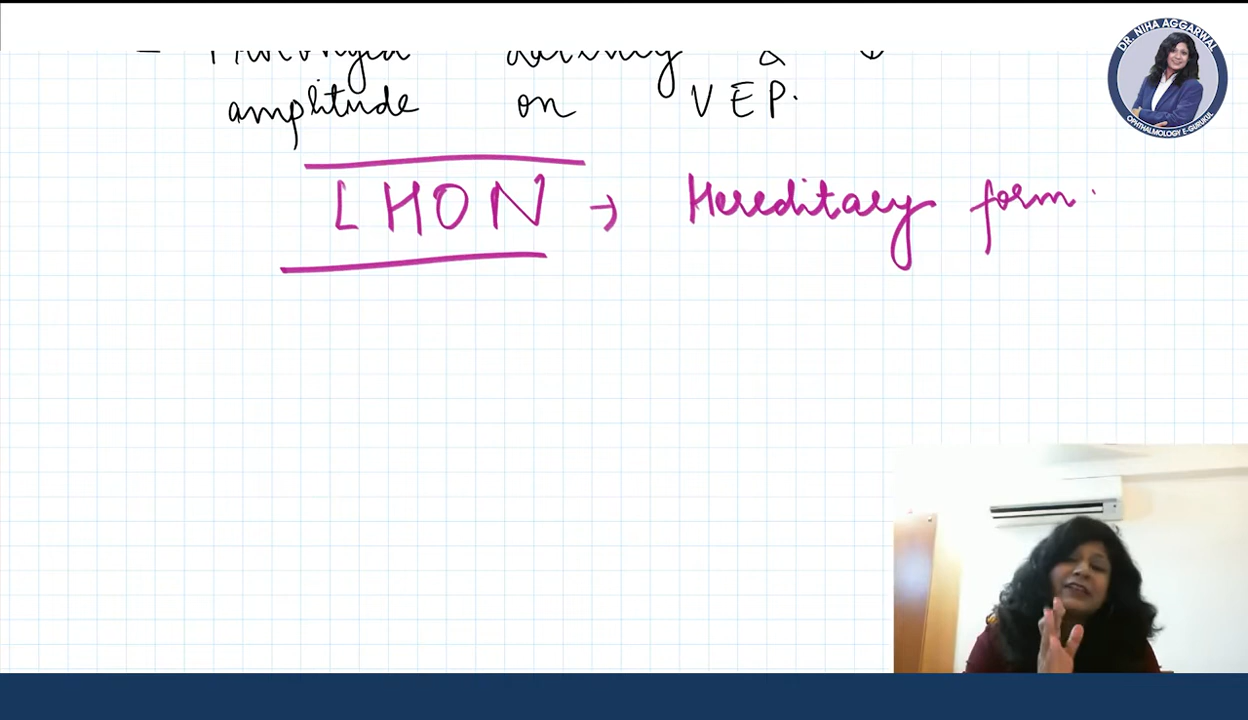 amplitude on VEP.
LHON → Hereditary form.
DR. NIHA AGGARWAL
OPHTHALMOLOGY E-GURUKUL